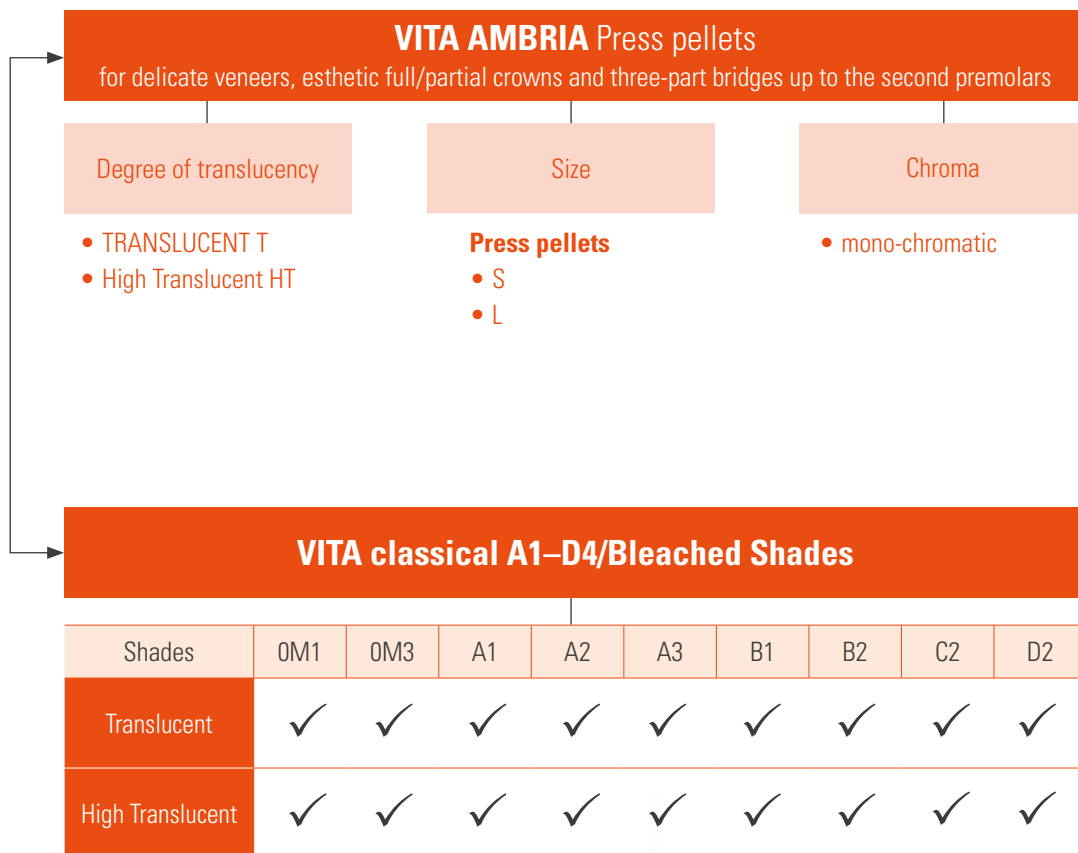 VITA AMBRIA Press pellets
for delicate veneers, esthetic full/partial crowns and three-part bridges up to the second premolars
Degree of translucency
• TRANSLUCENT T
• High Translucent HT
Size
Press pellets
• S
• L
Chroma
• mono-chromatic
VITA classical A1–D4/Bleached Shades
Shades 0M1 0M3 A1 A2 A3 B1 B2 C2 D2
Translucent ✓ ✓ ✓ ✓ ✓ ✓ ✓ ✓ ✓
High Translucent ✓ ✓ ✓ ✓ ✓ ✓ ✓ ✓ ✓